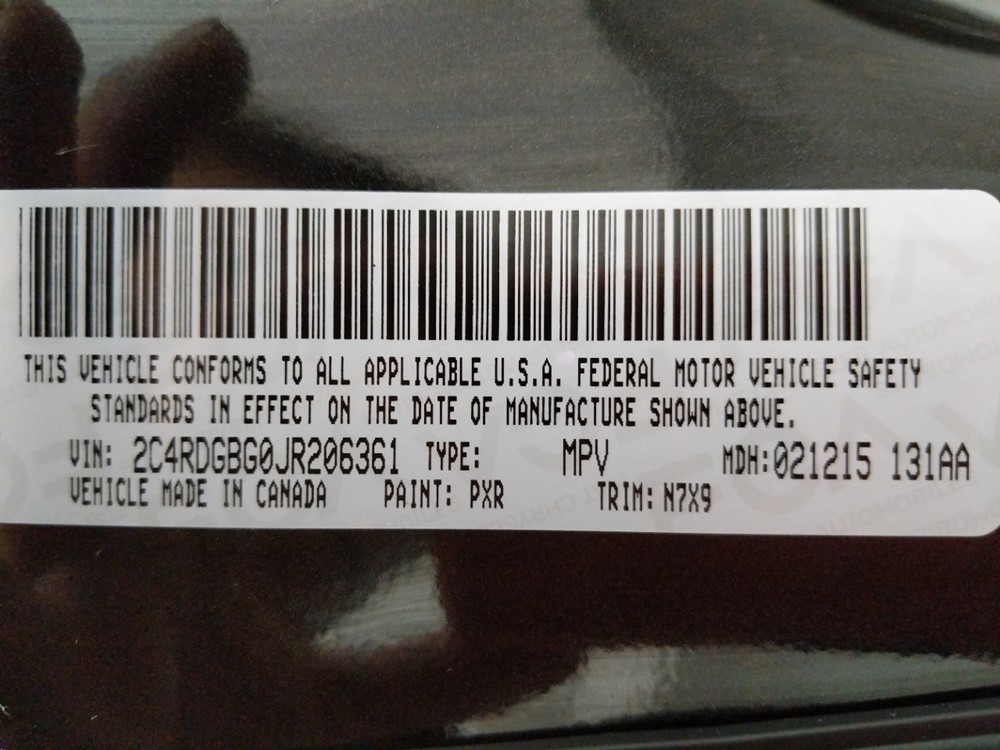 THIS VEHICLE CONFORMS TO ALL APPLICABLE U.S.A. FEDERAL MOTOR VEHICLE SAFETY
STANDARDS IN EFFECT ON THE DATE OF MANUFACTURE SHOWN ABOVE.
VIN: 2C4RDGBG0JR206361 TYPE: MPV MDH:021215 131AA
VEHICLE MADE IN CANADA PAINT: PXR TRIM: N7X9